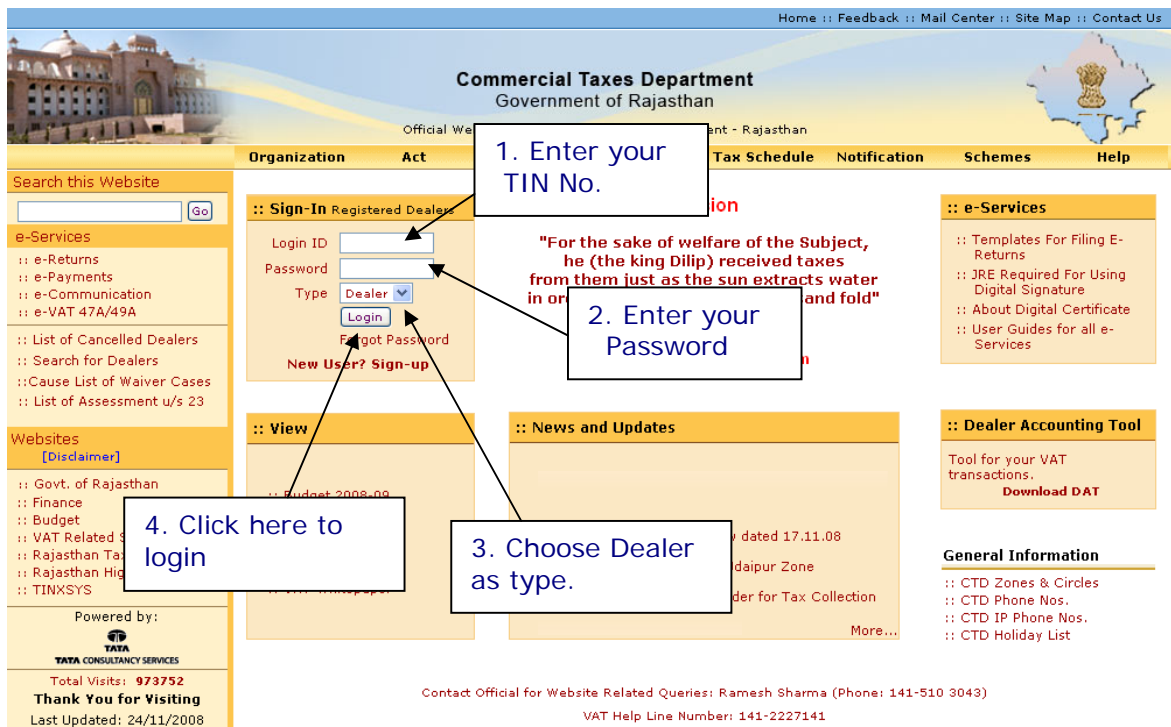 Home :: Feedback :: Mail Center :: Site Map :: Contact Us
Commercial Taxes Department
Government of Rajasthan
Official We
ent - Rajasthan
Organization Act Tax Schedule Notification Schemes Help
1. Enter your
TIN No.
Search this Website
Go
e-Services
:: e-Returns
:: e-Payments
:: e-Communication
:: e-VAT 47A/49A
:: List of Cancelled Dealers
:: Search for Dealers
::Cause List of Waiver Cases
:: List of Assessment u/s 23
Websites
[Disclaimer]
:: Govt. of Rajasthan
:: Finance
:: Budget
:: VAT Related
:: Rajasthan Ta
:: Rajasthan Hig
:: TINXSYS
Powered by:
TATA
TATA CONSULTANCY SERVICES
Total Visits: 973752
Thank You for Visiting
Last Updated: 24/11/2008
:: Sign-In Registered Dealers
Login ID
Password
Type Dealer
Login
Forgot Password
New User? Sign-up
ion
"For the sake of welfare of the Subject,
he (the king Dilip) received taxes
from them just as the sun extracts water
in or
and fold"
2. Enter your
Password
:: View
:: Budget 2008-09
4. Click here to
login
:: News and Updates
dated 17.11.08
daipur Zone
der for Tax Collection
More...
3. Choose Dealer
as type.
:: e-Services
:: Templates For Filing E-
Returns
:: JRE Required For Using
Digital Signature
:: About Digital Certificate
:: User Guides for all e-
Services
:: Dealer Accounting Tool
Tool for your VAT
transactions.
Download DAT
General Information
:: CTD Zones & Circles
:: CTD Phone Nos.
:: CTD IP Phone Nos.
:: CTD Holiday List
Contact Official for Website Related Queries: Ramesh Sharma (Phone: 141-510 3043)
VAT Help Line Number: 141-2227141